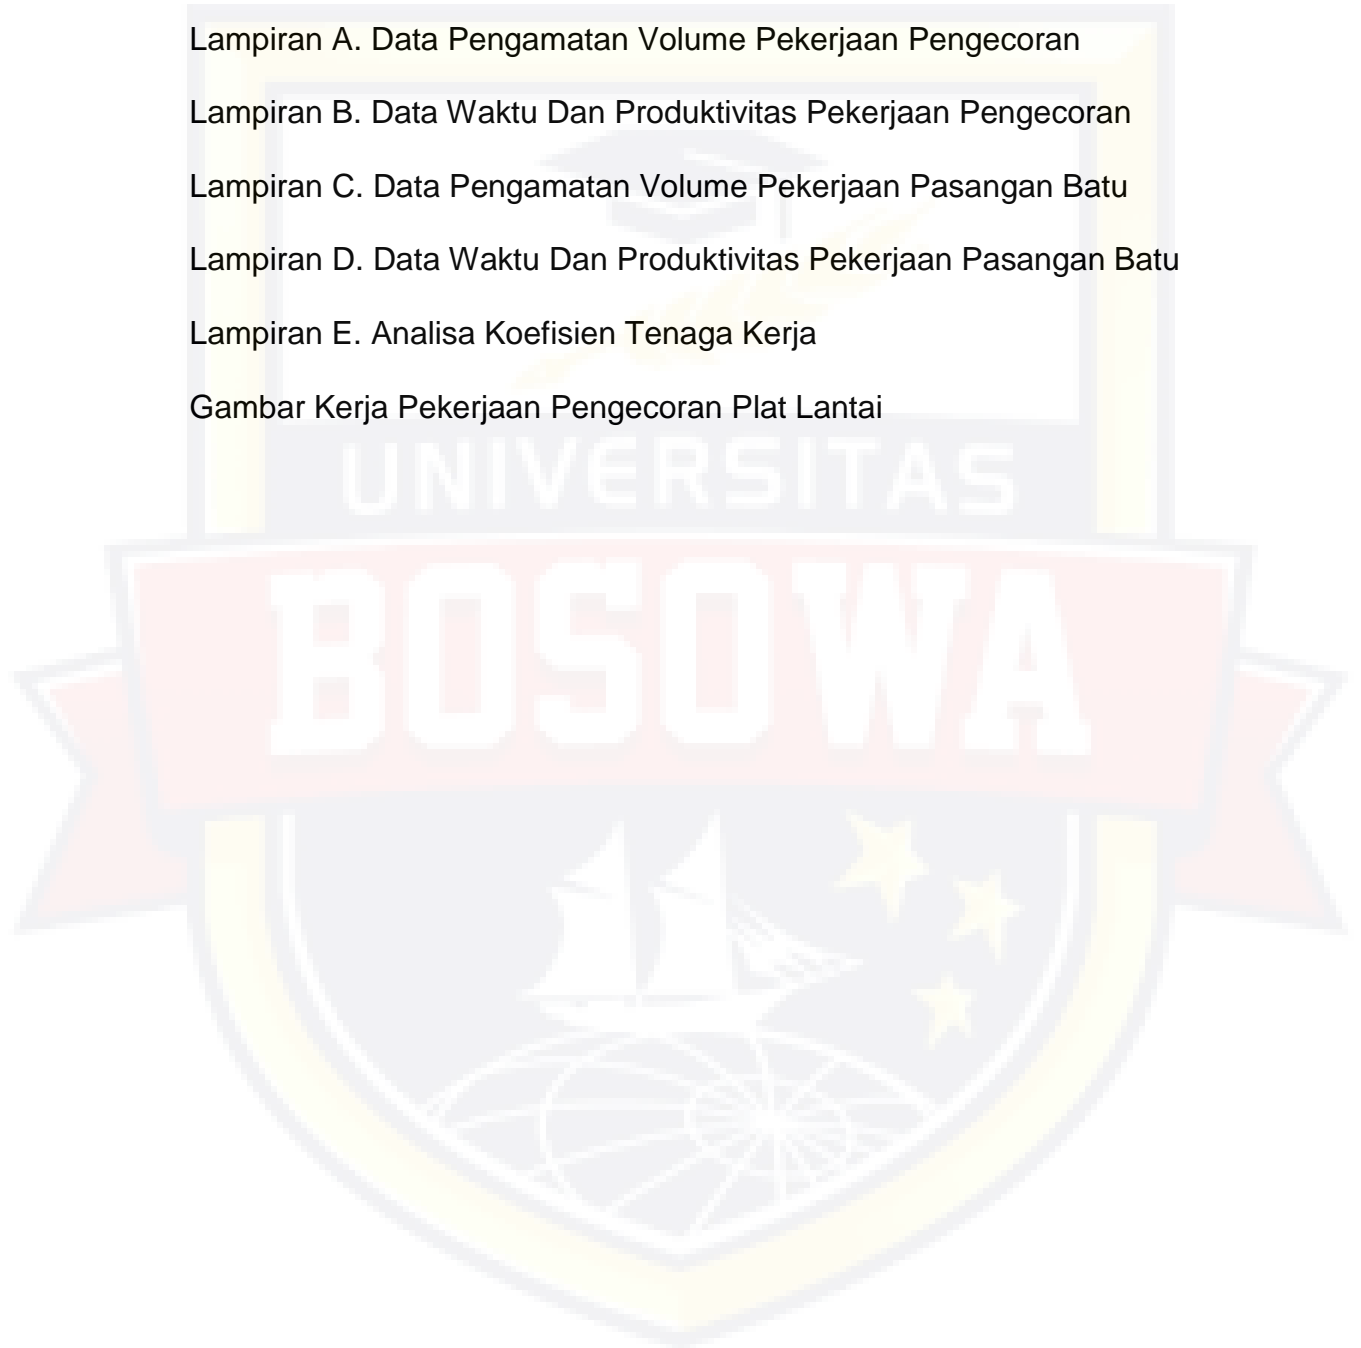 Lampiran A. Data Pengamatan Volume Pekerjaan Pengecoran
Lampiran B. Data Waktu Dan Produktivitas Pekerjaan Pengecoran
Lampiran C. Data Pengamatan Volume Pekerjaan Pasangan Batu
Lampiran D. Data Waktu Dan Produktivitas Pekerjaan Pasangan Batu
Lampiran E. Analisa Koefisien Tenaga Kerja
Gambar Kerja Pekerjaan Pengecoran Plat Lantai
UNIVERSITAS
BOSOWA